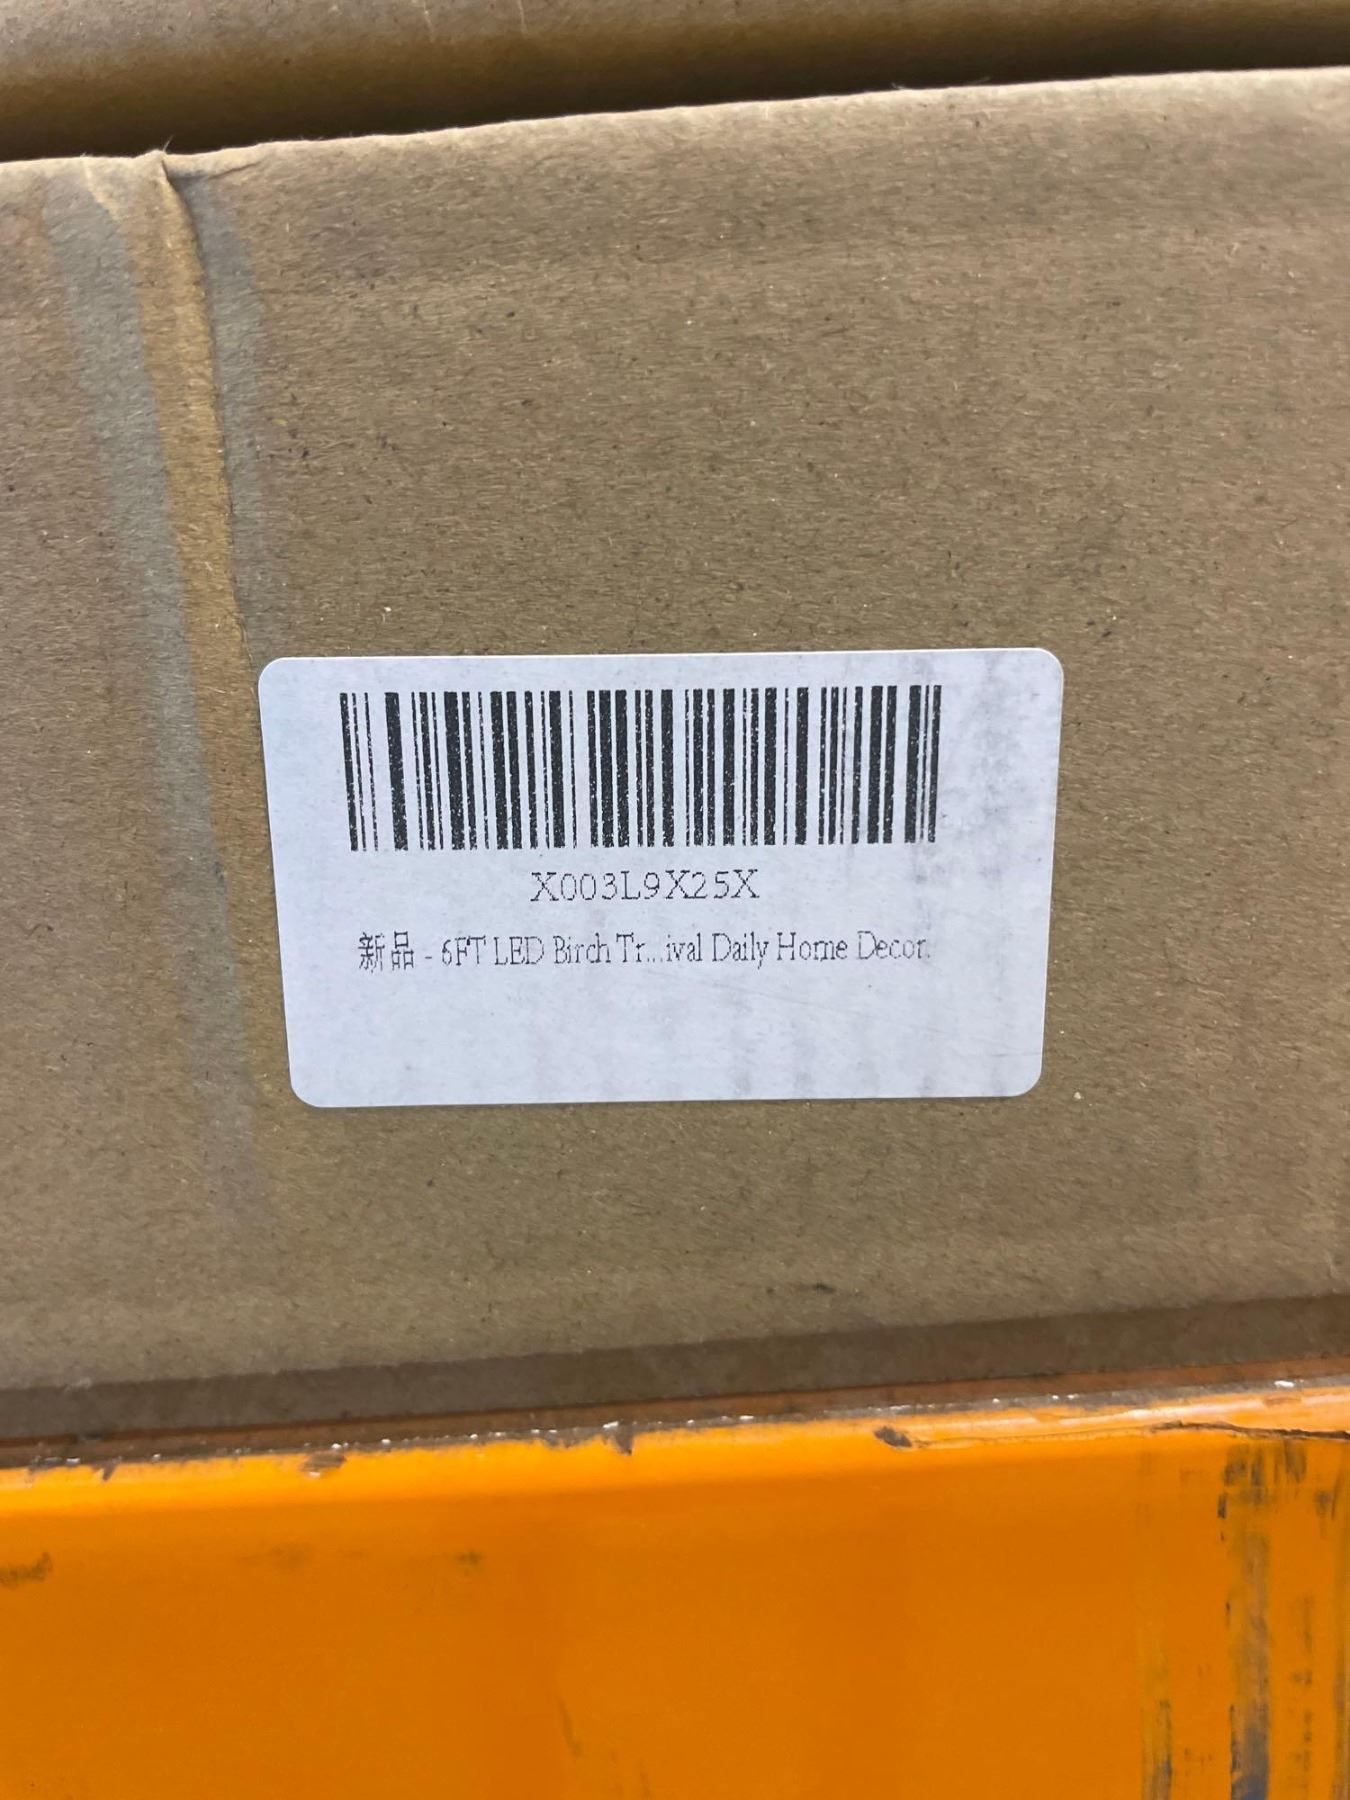 X003L9X25X
新品 - 6FT LED Birch Tr...ival Daily Home Decor.